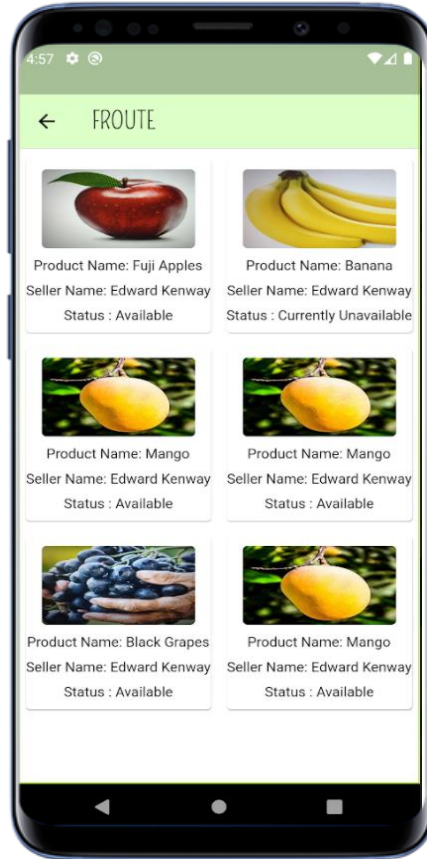 4:57
FROUTE
Product Name: Fuji Apples
Seller Name: Edward Kenway
Status : Available
Product Name: Banana
Seller Name: Edward Kenway
Status : Currently Unavailable
Product Name: Mango
Seller Name: Edward Kenway
Status : Available
Product Name: Mango
Seller Name: Edward Kenway
Status : Available
Product Name: Black Grapes
Seller Name: Edward Kenway
Status : Available
Product Name: Mango
Seller Name: Edward Kenway
Status : Available